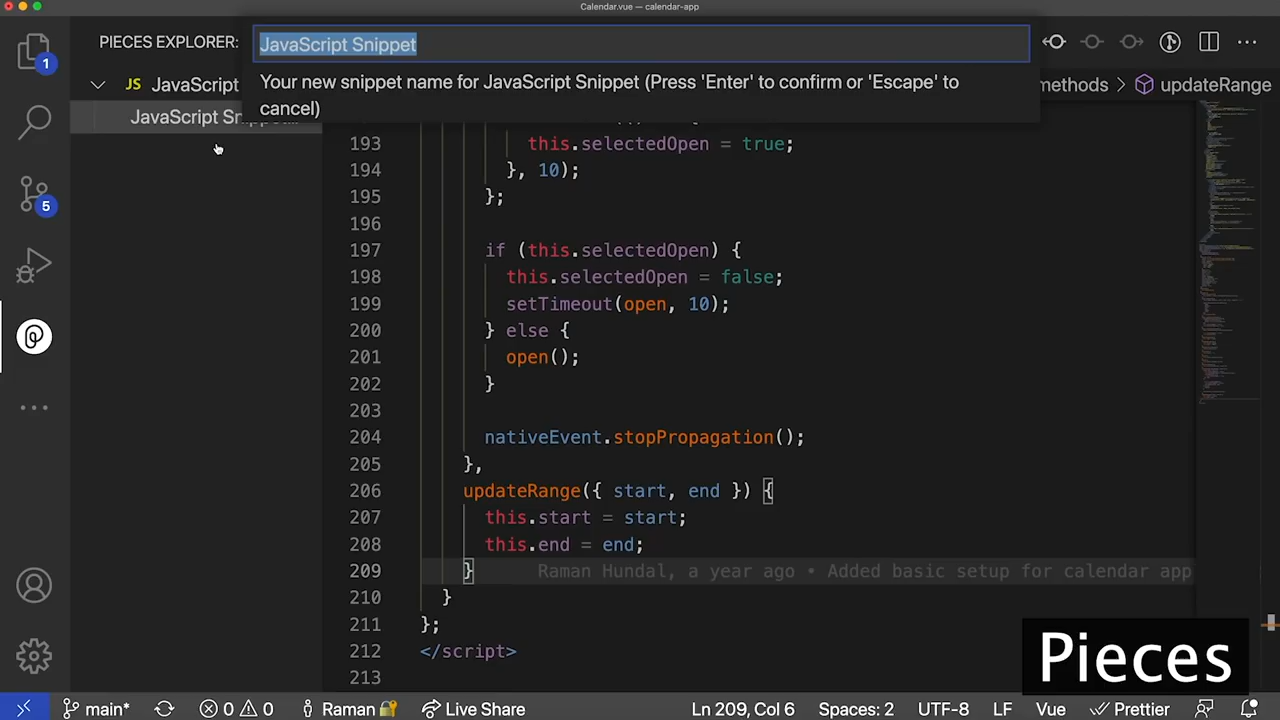 Calendar.vue — calendar-app
PIECES EXPLORER:
JavaScript Snippet
Your new snippet name for JavaScript Snippet (Press 'Enter' to confirm or 'Escape' to
cancel)
1
JS JavaScript
methods > updateRange
JavaScript Snippet...
193 this.selectedOpen = true;
194 }, 10);
195 };
196
5
197 if (this.selectedOpen) {
198 this.selectedOpen = false;
199 setTimeout(open, 10);
200 } else {
201 open();
202 }
203
204 nativeEvent.stopPropagation();
205 },
206 updateRange({ start, end }) {
207 this.start = start;
208 this.end = end;
209 } Raman Hundal, a year ago • Added basic setup for calendar app
210 }
211 };
212 </script>
213
Pieces
main* 0 0 Raman Live Share Ln 209, Col 6 Spaces: 2 UTF-8 LF Vue Prettier